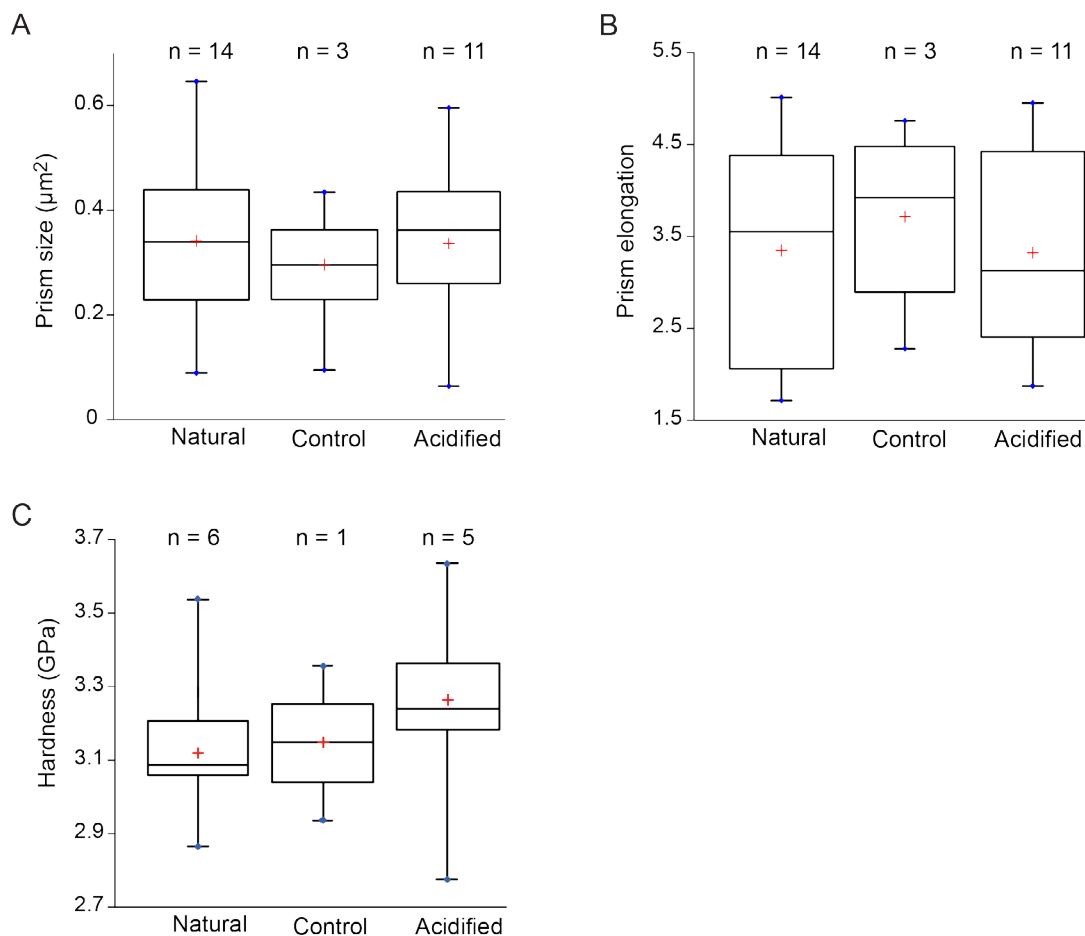 A
n = 14
n = 3
n = 11
0.6
0.4
0.2
0
Prism size (µm²)
Natural
Control
Acidified
B
n = 14
n = 3
n = 11
5.5
4.5
3.5
2.5
1.5
Prism elongation
Natural
Control
Acidified
C
n = 6
n = 1
n = 5
3.7
3.5
3.3
3.1
2.9
2.7
Hardness (GPa)
Natural
Control
Acidified